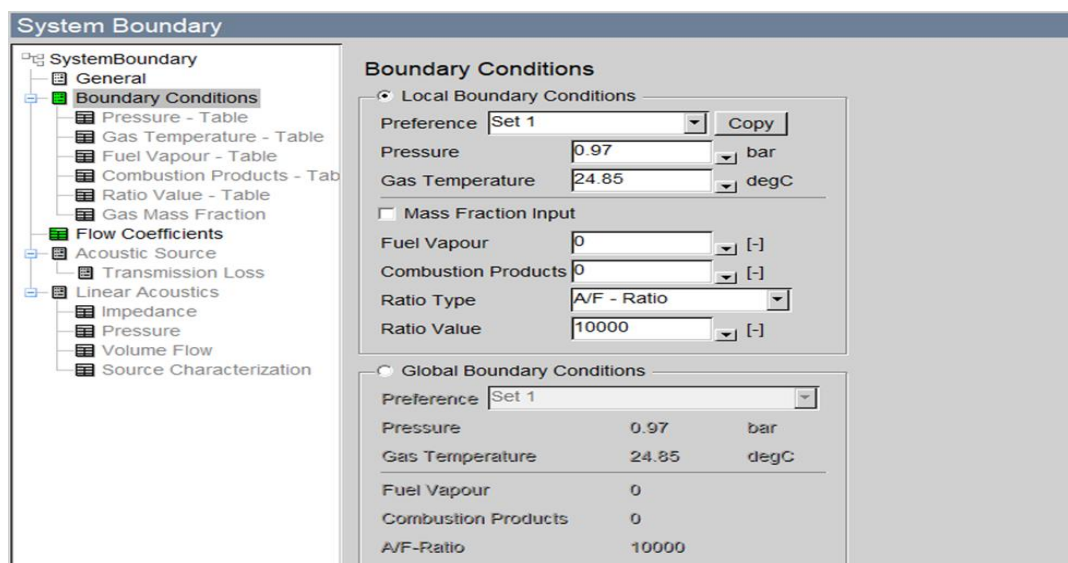 System Boundary
SystemBoundary
General
Boundary Conditions
Pressure - Table
Gas Temperature - Table
Fuel Vapour - Table
Combustion Products - Tab
Ratio Value - Table
Gas Mass Fraction
Flow Coefficients
Acoustic Source
Transmission Loss
Linear Acoustics
Impedance
Pressure
Volume Flow
Source Characterization
Boundary Conditions
Local Boundary Conditions
Preference Set 1 Copy
Pressure 0.97 bar
Gas Temperature 24.85 degC
Mass Fraction Input
Fuel Vapour 0 [-]
Combustion Products 0 [-]
Ratio Type A/F - Ratio
Ratio Value 10000 [-]
Global Boundary Conditions
Preference Set 1
Pressure 0.97 bar
Gas Temperature 24.85 degC
Fuel Vapour 0
Combustion Products 0
A/F-Ratio 10000